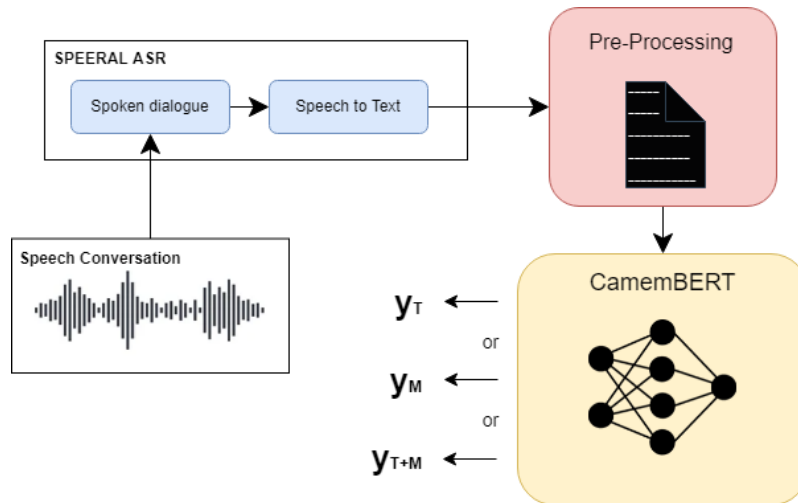 SPEERAL ASR
Spoken dialogue
Speech to Text
Pre-Processing
Speech Conversation
CamemBERT
yT
or
yM
or
yT+M